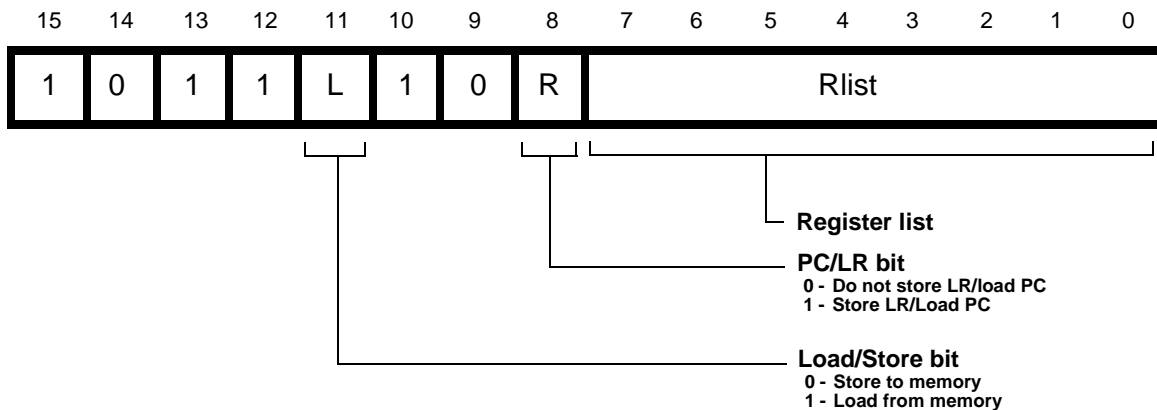 15 14 13 12 11 10 9 8 7 6 5 4 3 2 1 0
1 0 1 1 L 1 0 R Rlist
Register list
PC/LR bit
0 - Do not store LR/load PC
1 - Store LR/Load PC
Load/Store bit
0 - Store to memory
1 - Load from memory